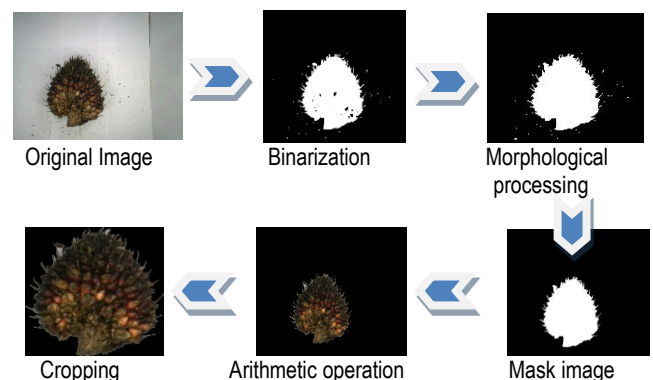 Original Image
Binarization
Morphological
processing
Cropping
Arithmetic operation
Mask image